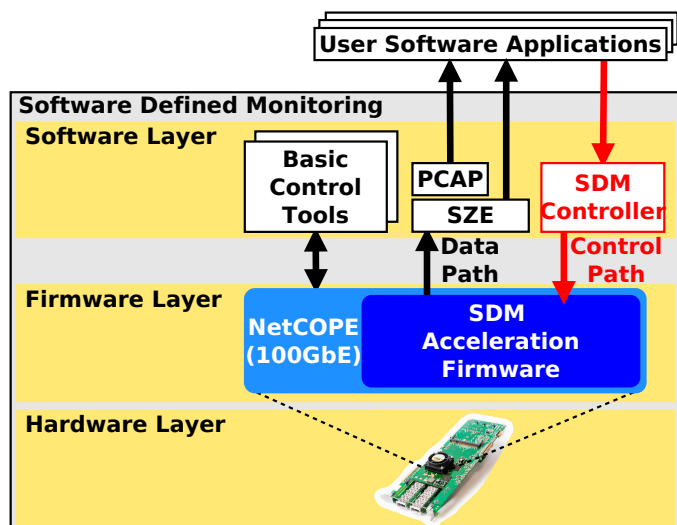 User Software Applications
Software Defined Monitoring
Software Layer
Basic
Control
Tools
PCAP
SZE
SDM
Controller
Data
Path
Control
Path
Firmware Layer
NetCOPE
(100GbE)
SDM
Acceleration
Firmware
Hardware Layer